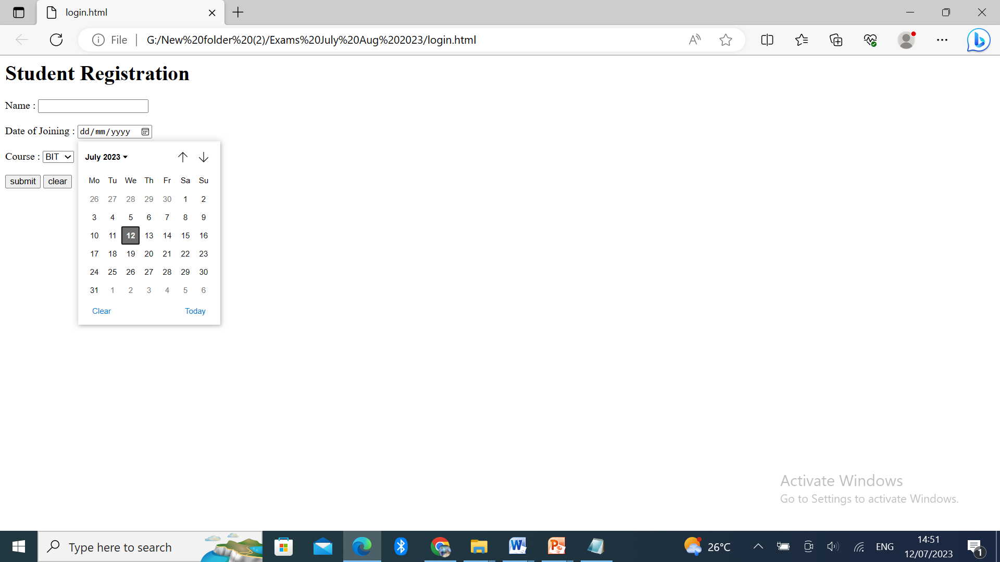 login.html
File
G:/New%20folder%20(2)/Exams%20July%20Aug%202023/login.html
Student Registration
Name :
Date of Joining : dd/mm/yyyy
Course : BIT
submit clear
July 2023
Mo Tu We Th Fr Sa Su
26 27 28 29 30 1 2
3 4 5 6 7 8 9
10 11 12 13 14 15 16
17 18 19 20 21 22 23
24 25 26 27 28 29 30
31 1 2 3 4 5 6
Clear Today
Activate Windows
Go to Settings to activate Windows.
Type here to search
26°C
ENG
14:51
12/07/2023
1